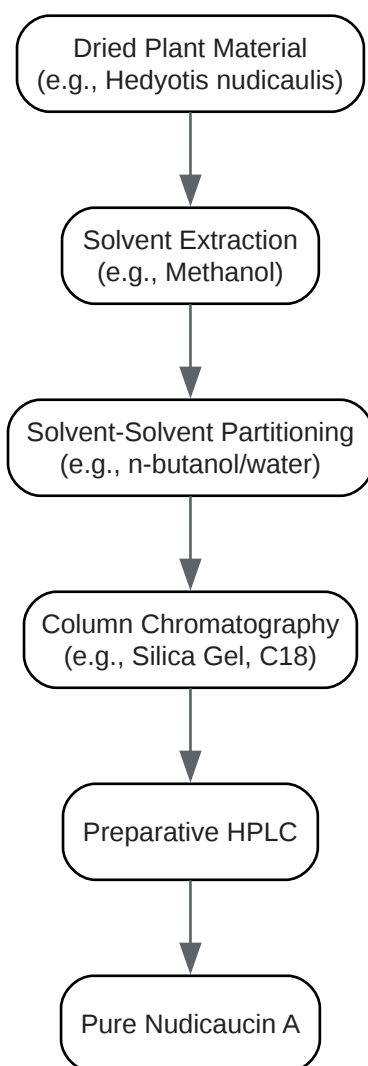 Dried Plant Material
(e.g., Hedyotis nudicaulis)
Solvent Extraction
(e.g., Methanol)
Solvent-Solvent Partitioning
(e.g., n-butanol/water)
Column Chromatography
(e.g., Silica Gel, C18)
Preparative HPLC
Pure Nudicaucin A